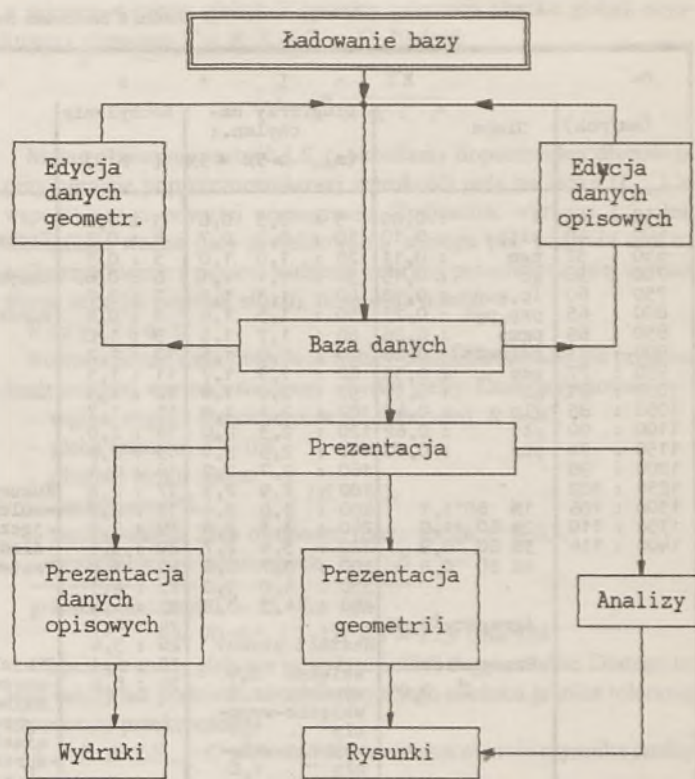 Ładowanie bazy
Edycja
danych
geometr.
Edycja
danych
opisowych
Baza danych
Prezentacja
Prezentacja
danych
opisowych
Prezentacja
geometrii
Analizy
Wydruki
Rysunki